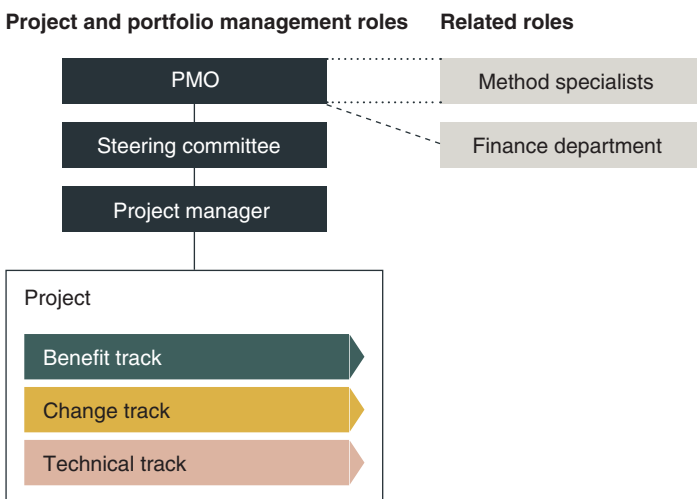 Project and portfolio management roles
Related roles
PMO
Method specialists
Steering committee
Finance department
Project manager
Project
Benefit track
Change track
Technical track